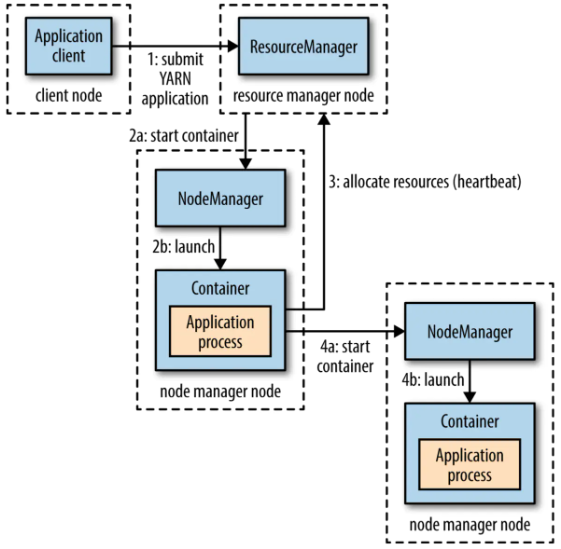 Application
client
client node
1: submit
YARN
application
ResourceManager
resource manager node
2a: start container
NodeManager
2b: launch
Container
Application
process
node manager node
3: allocate resources (heartbeat)
4a: start
container
NodeManager
4b: launch
Container
Application
process
node manager node